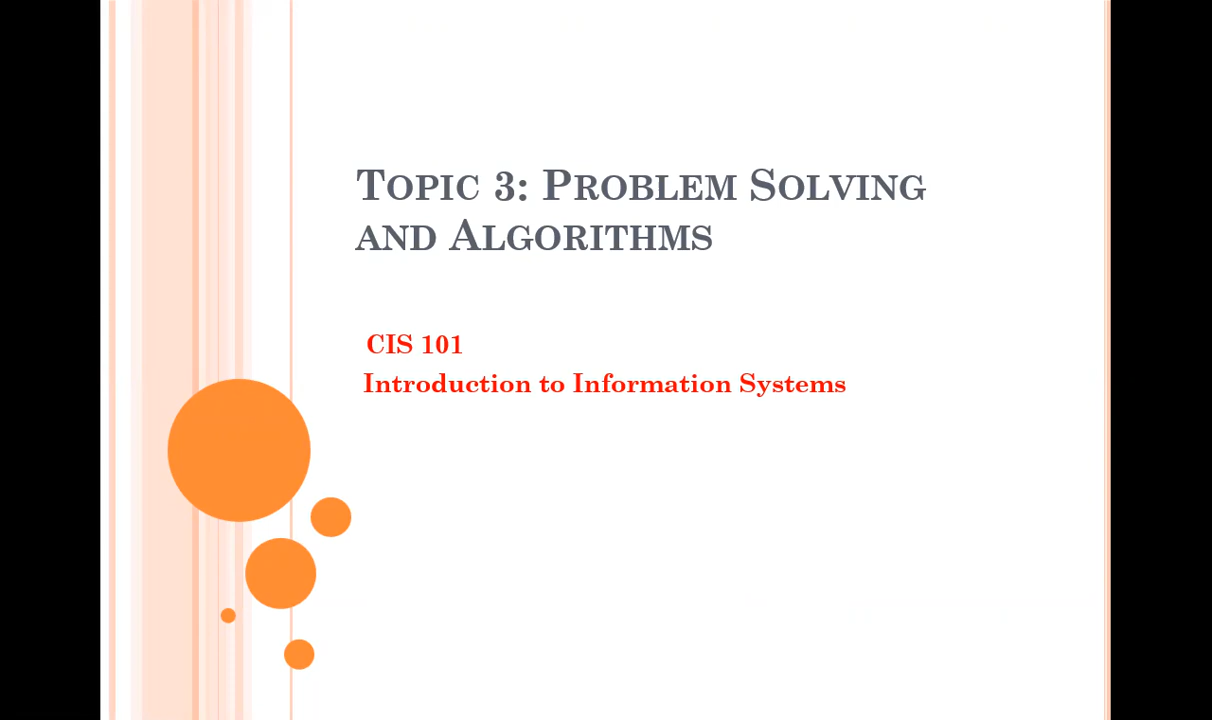 Topic 3: Problem Solving
and Algorithms
CIS 101
Introduction to Information Systems